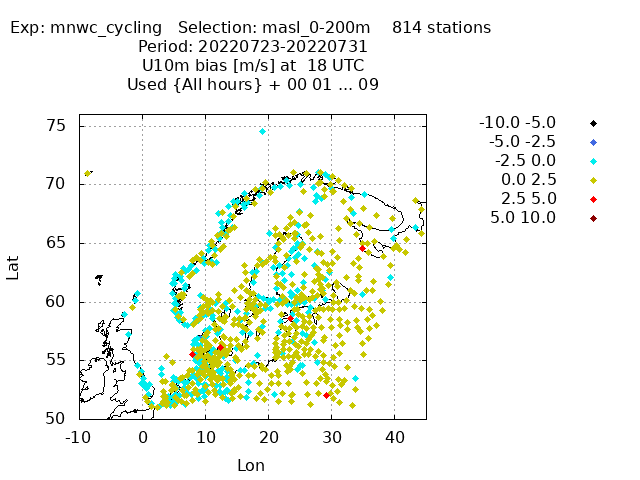 Exp: mnwc_cycling   Selection: masl_0-200m    814 stations
Period: 20220723-20220731
U10m bias [m/s] at  18 UTC
Used {All hours} + 00 01 ... 09
-10.0 -5.0
-5.0 -2.5
-2.5 0.0
0.0 2.5
2.5 5.0
5.0 10.0
75
70
65
60
55
50
Lat
-10 0 10 20 30 40
Lon